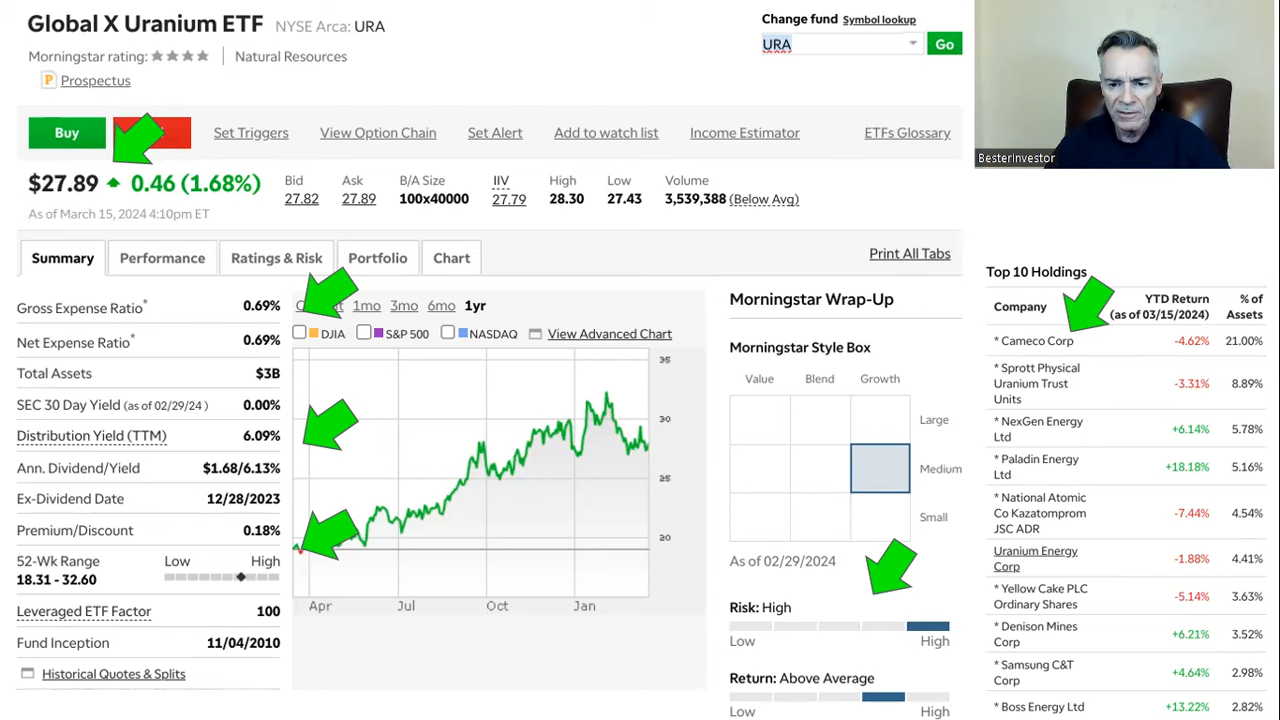 Global X Uranium ETF NYSE Arca: URA
Morningstar rating: ★★★★ | Natural Resources
P Prospectus
Change fund Symbol lookup
URA
Go
BesterInvestor
Buy
Set Triggers
View Option Chain
Set Alert
Add to watch list
Income Estimator
ETFs Glossary
$27.89 0.46 (1.68%)
As of March 15, 2024 4:10pm ET
Bid
27.82
Ask
27.89
B/A Size
100x40000
IIV
27.79
High
28.30
Low
27.43
Volume
3,539,388 (Below Avg)
Summary
Performance
Ratings & Risk
Portfolio
Chart
Print All Tabs
Gross Expense Ratio* 0.69%
Net Expense Ratio* 0.69%
Total Assets $3B
SEC 30 Day Yield (as of 02/29/24 ) 0.00%
Distribution Yield (TTM) 6.09%
Ann. Dividend/Yield $1.68/6.13%
Ex-Dividend Date 12/28/2023
Premium/Discount 0.18%
52-Wk Range Low High
18.31 - 32.60
Leveraged ETF Factor 100
Fund Inception 11/04/2010
Historical Quotes & Splits
1mo 3mo 6mo 1yr
DJIA S&P 500 NASDAQ View Advanced Chart
35
30
25
20
Apr Jul Oct Jan
Morningstar Wrap-Up
Morningstar Style Box
Value Blend Growth
Large
Medium
Small
As of 02/29/2024
Risk: High
Low High
Return: Above Average
Low High
Top 10 Holdings
Company YTD Return (as of 03/15/2024) % of Assets
* Cameco Corp -4.62% 21.00%
* Sprott Physical
Uranium Trust -3.31% 8.89%
Units
* NexGen Energy
Ltd +6.14% 5.78%
* Paladin Energy
Ltd +18.18% 5.16%
* National Atomic
Co Kazatomprom -7.44% 4.54%
JSC ADR
Uranium Energy
Corp -1.88% 4.41%
* Yellow Cake PLC
Ordinary Shares -5.14% 3.63%
* Denison Mines
Corp +6.21% 3.52%
* Samsung C&T
Corp +4.64% 2.98%
* Boss Energy Ltd +13.22% 2.82%